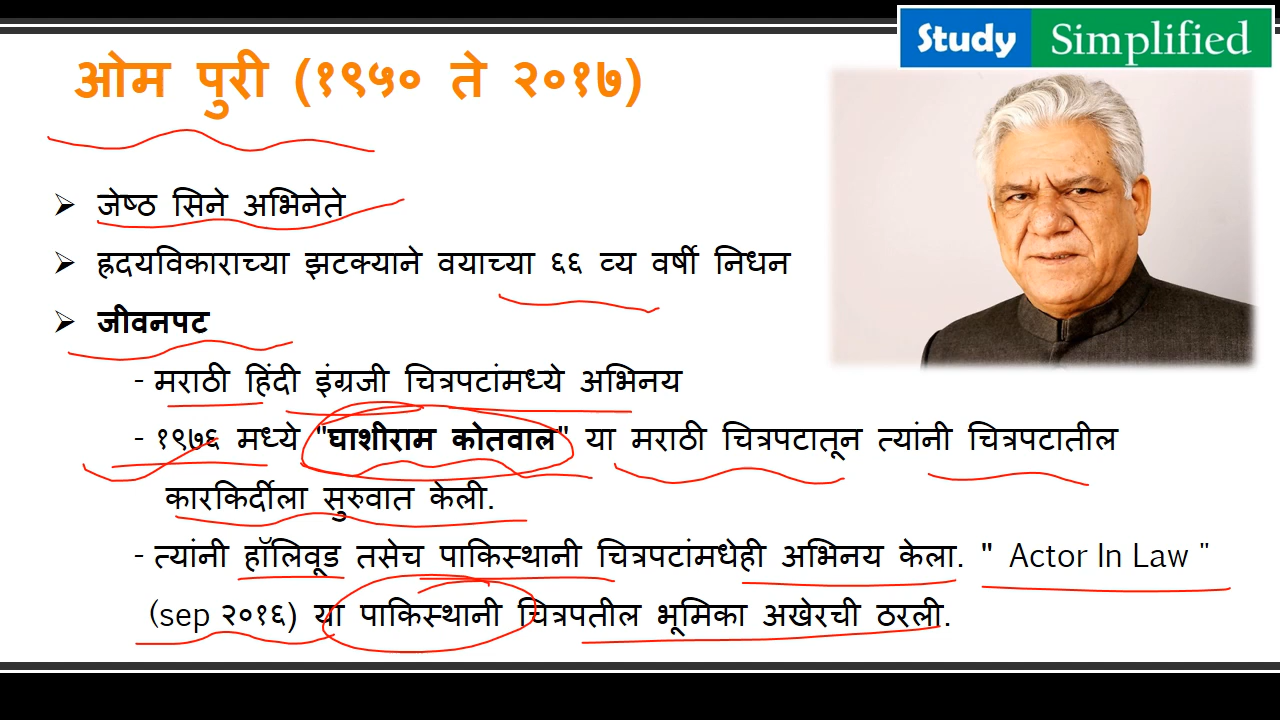 Study Simplified
ओम पुरी (१९५० ते २०१७)
➢ जेष्ठ सिने अभिनेते
➢ ह्रदयविकाराच्या झटक्याने वयाच्या ६६ व्य वर्षी निधन
➢ जीवनपट
- मराठी हिंदी इंग्रजी चित्रपटांमध्ये अभिनय
- १९७६ मध्ये "घाशीराम कोतवाल" या मराठी चित्रपटातून त्यांनी चित्रपटातील
कारकिर्दीला सुरुवात केली.
- त्यांनी हॉलिवूड तसेच पाकिस्थानी चित्रपटांमधेही अभिनय केला. " Actor In Law "
(sep २०१६) या पाकिस्थानी चित्रपतील भूमिका अखेरची ठरली.